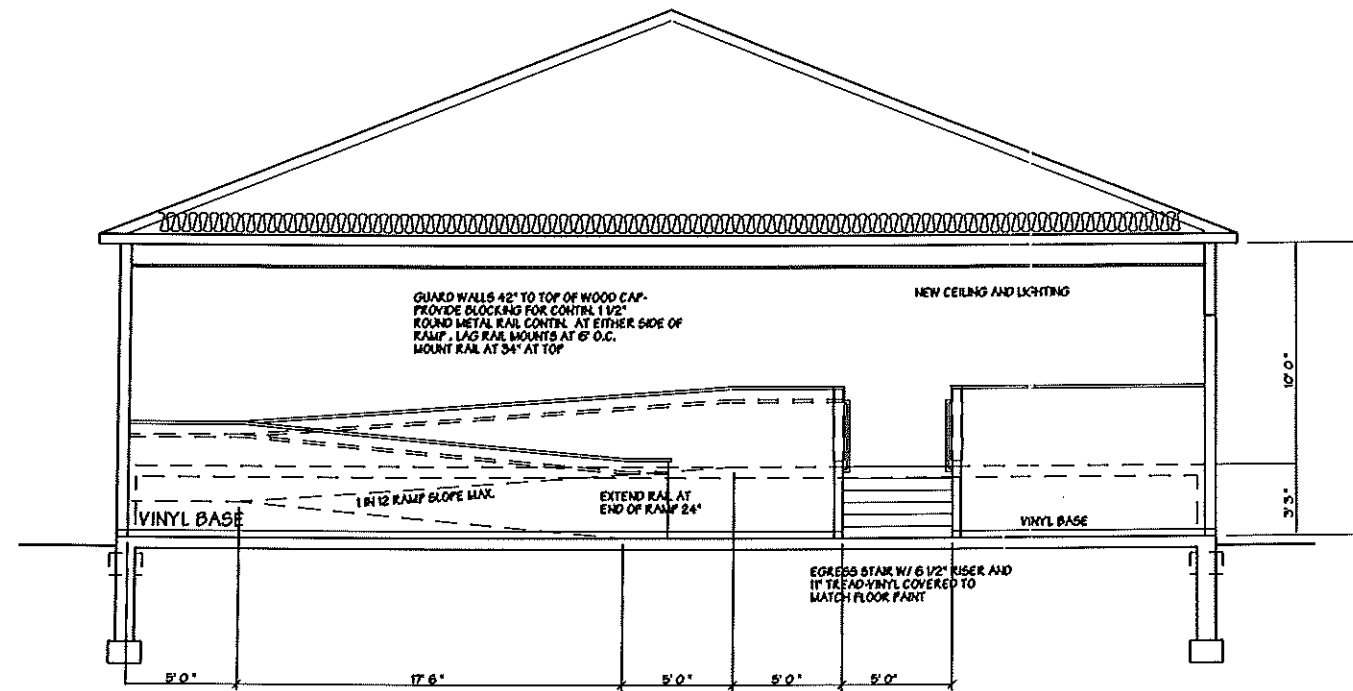 GUARD WALLS 42" TO TOP OF WOOD CAP-
PROVIDE BLOCKING FOR CONTIN. 1 1/2"
ROUND METAL RAIL CONTIN. AT EITHER SIDE OF
RAMP, LAG RAIL MOUNTS AT 6' O.C.
MOUNT RAIL AT 34" AT TOP
NEW CEILING AND LIGHTING
10'0"
1 IN 12 RAMP SLOPE MAX.
EXTEND RAIL AT
END OF RAMP 24"
3'3"
VINYL BASE
VINYL BASE
EGRESS STAIR W/ 6 1/2" RISER AND
11" TREAD-VINYL COVERED TO
MATCH FLOOR PAINT
5'0"
17'6"
5'0"
5'0"
5'0"